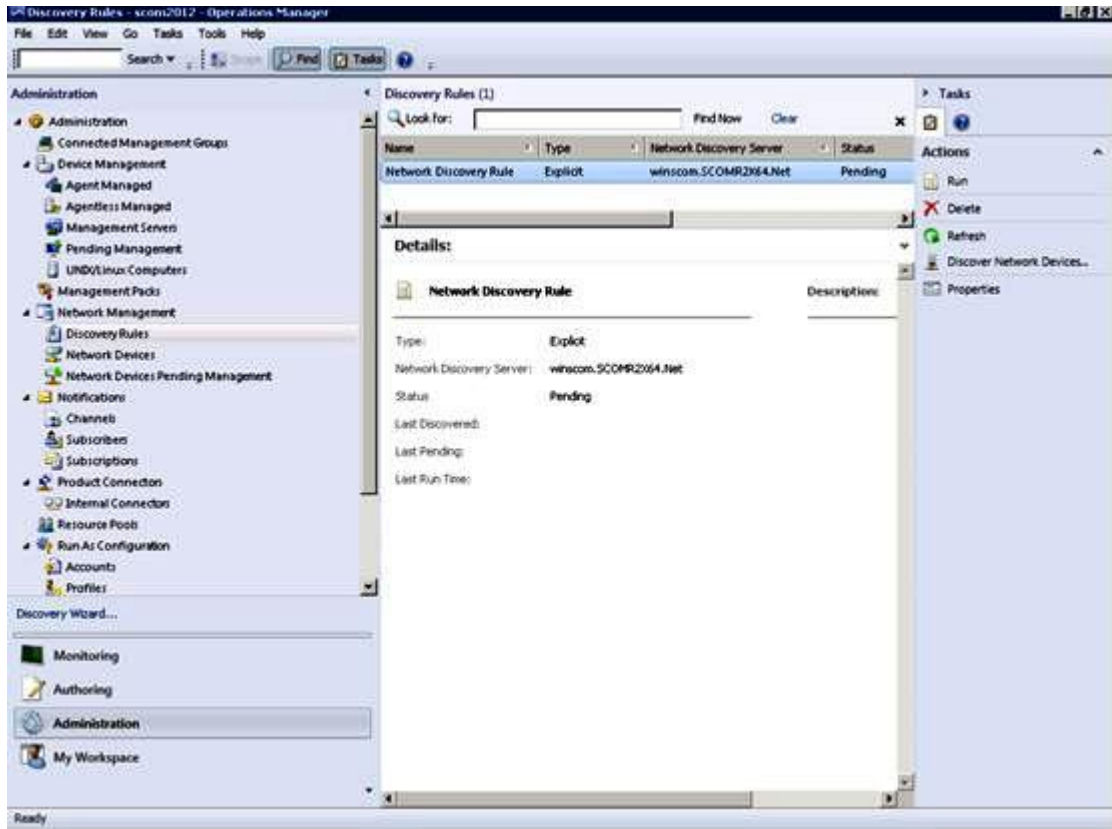 Discovery Rules - scom2012 - Operations Manager
File Edit View Go Tasks Tools Help
Search Find Tasks
Administration
Administration
Connected Management Groups
Device Management
Agent Managed
Agentless Managed
Management Servers
Pending Management
UNIX/Linux Computers
Management Packs
Network Management
Discovery Rules
Network Devices
Network Devices Pending Management
Notifications
Channels
Subscribers
Subscriptions
Product Connectors
Internal Connectors
Resource Pools
Run As Configuration
Accounts
Profiles
Discovery Wizard...
Monitoring
Authoring
Administration
My Workspace
Ready
Discovery Rules (1)
Look for: Find Now Clear
Name Type Network Discovery Server Status
Network Discovery Rule Explicit winscom.SCOMR2X64.Net Pending
Details:
Network Discovery Rule Description:
Type: Explicit
Network Discovery Server: winscom.SCOMR2X64.Net
Status Pending
Last Discovered:
Last Pending:
Last Run Time:
Tasks
Actions
Run
Delete
Refresh
Discover Network Devices...
Properties